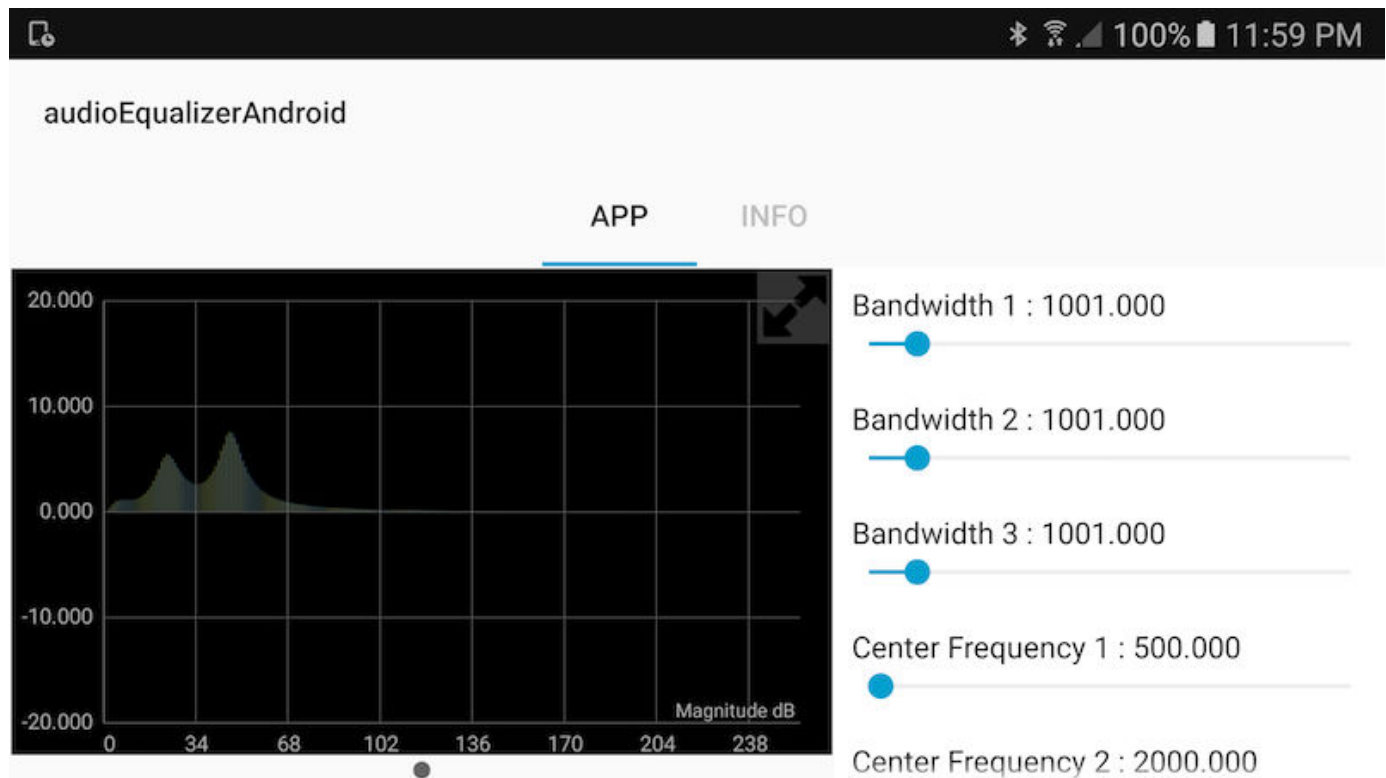 100% 11:59 PM
audioEqualizerAndroid
APP INFO
20.000
10.000
0.000
-10.000
-20.000
Magnitude dB
0 34 68 102 136 170 204 238
Bandwidth 1 : 1001.000
Bandwidth 2 : 1001.000
Bandwidth 3 : 1001.000
Center Frequency 1 : 500.000
Center Frequency 2 : 2000.000